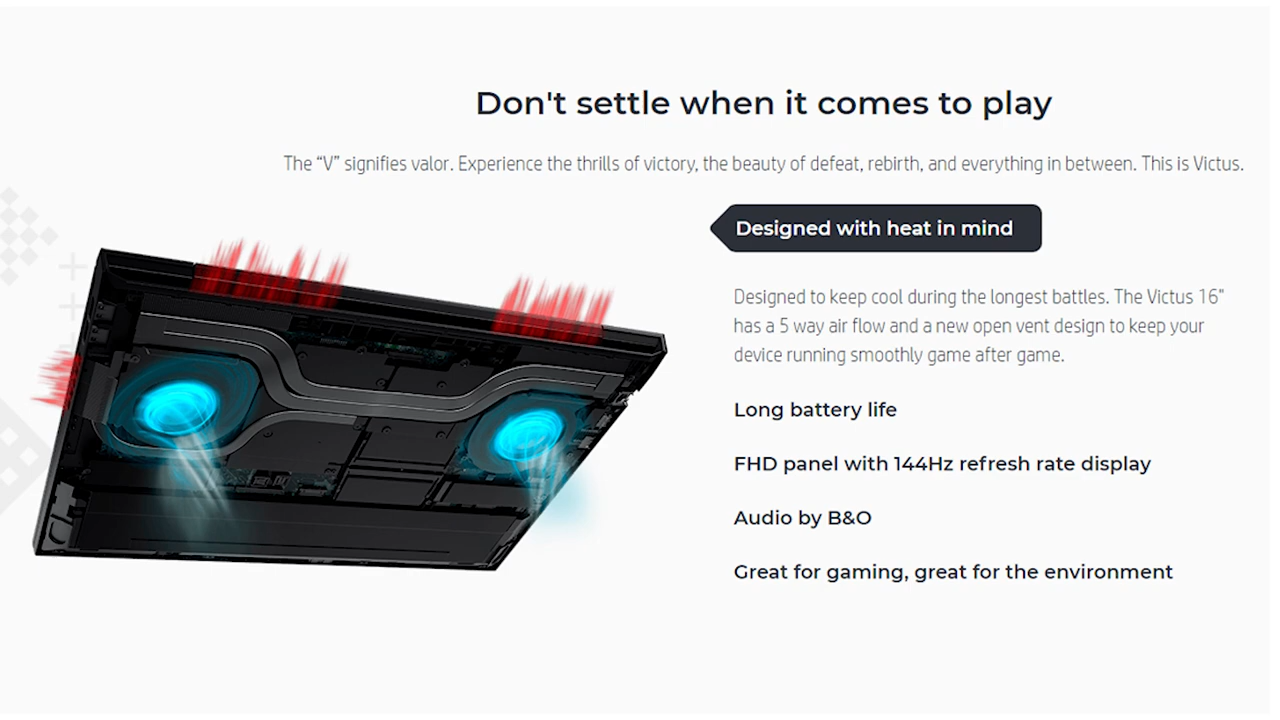 Don't settle when it comes to play
The “V” signifies valor. Experience the thrills of victory, the beauty of defeat, rebirth, and everything in between. This is Victus.
Designed with heat in mind
Designed to keep cool during the longest battles. The Victus 16”
has a 5 way air flow and a new open vent design to keep your
device running smoothly game after game.
Long battery life
FHD panel with 144Hz refresh rate display
Audio by B&O
Great for gaming, great for the environment